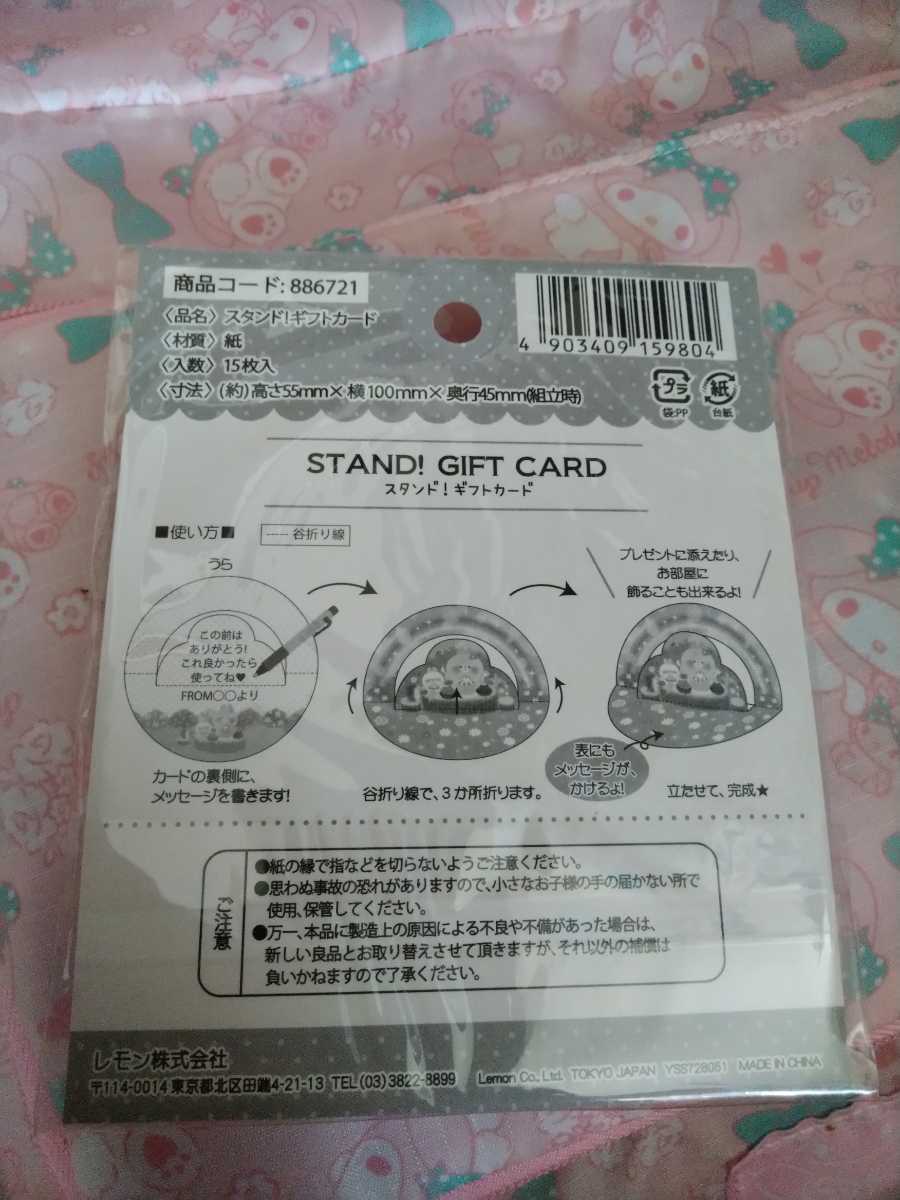 商品コード: 886721
〈品名〉 スタンド!ギフトカード
〈材質〉 紙
〈入数〉 15枚入
〈寸法〉 (約)高さ55mm×横100mm×奥行45mm(組立時)
4 903409 159804
プラ
袋:PP
紙
台紙
STAND! GIFT CARD
スタンド!ギフトカード
■使い方■
----- 谷折り線
うら
この前は
ありがとう!
これ良かったら
使ってね♥
FROM○○より
カードの裏側に、
メッセージを書きます!
谷折り線で、3か所折ります。
プレゼントに添えたり、
お部屋に
飾ることも出来るよ!
表にも
メッセージが、
かけるよ!
立たせて、完成★
ご注意
●紙の縁で指などを切らないようご注意ください。
●思わぬ事故の恐れがありますので、小さなお子様の手の届かない所で
使用、保管してください。
●万一、本品に製造上の原因による不良や不備があった場合は、
新しい良品とお取り替えさせて頂きますが、それ以外の補償は
負いかねますので了承ください。
レモン株式会社
〒114-0014 東京都北区田端4-21-13 TEL(03)3822-8899 Lemon Co., Ltd. TOKYO JAPAN YSS728051 MADE IN CHINA
Melody